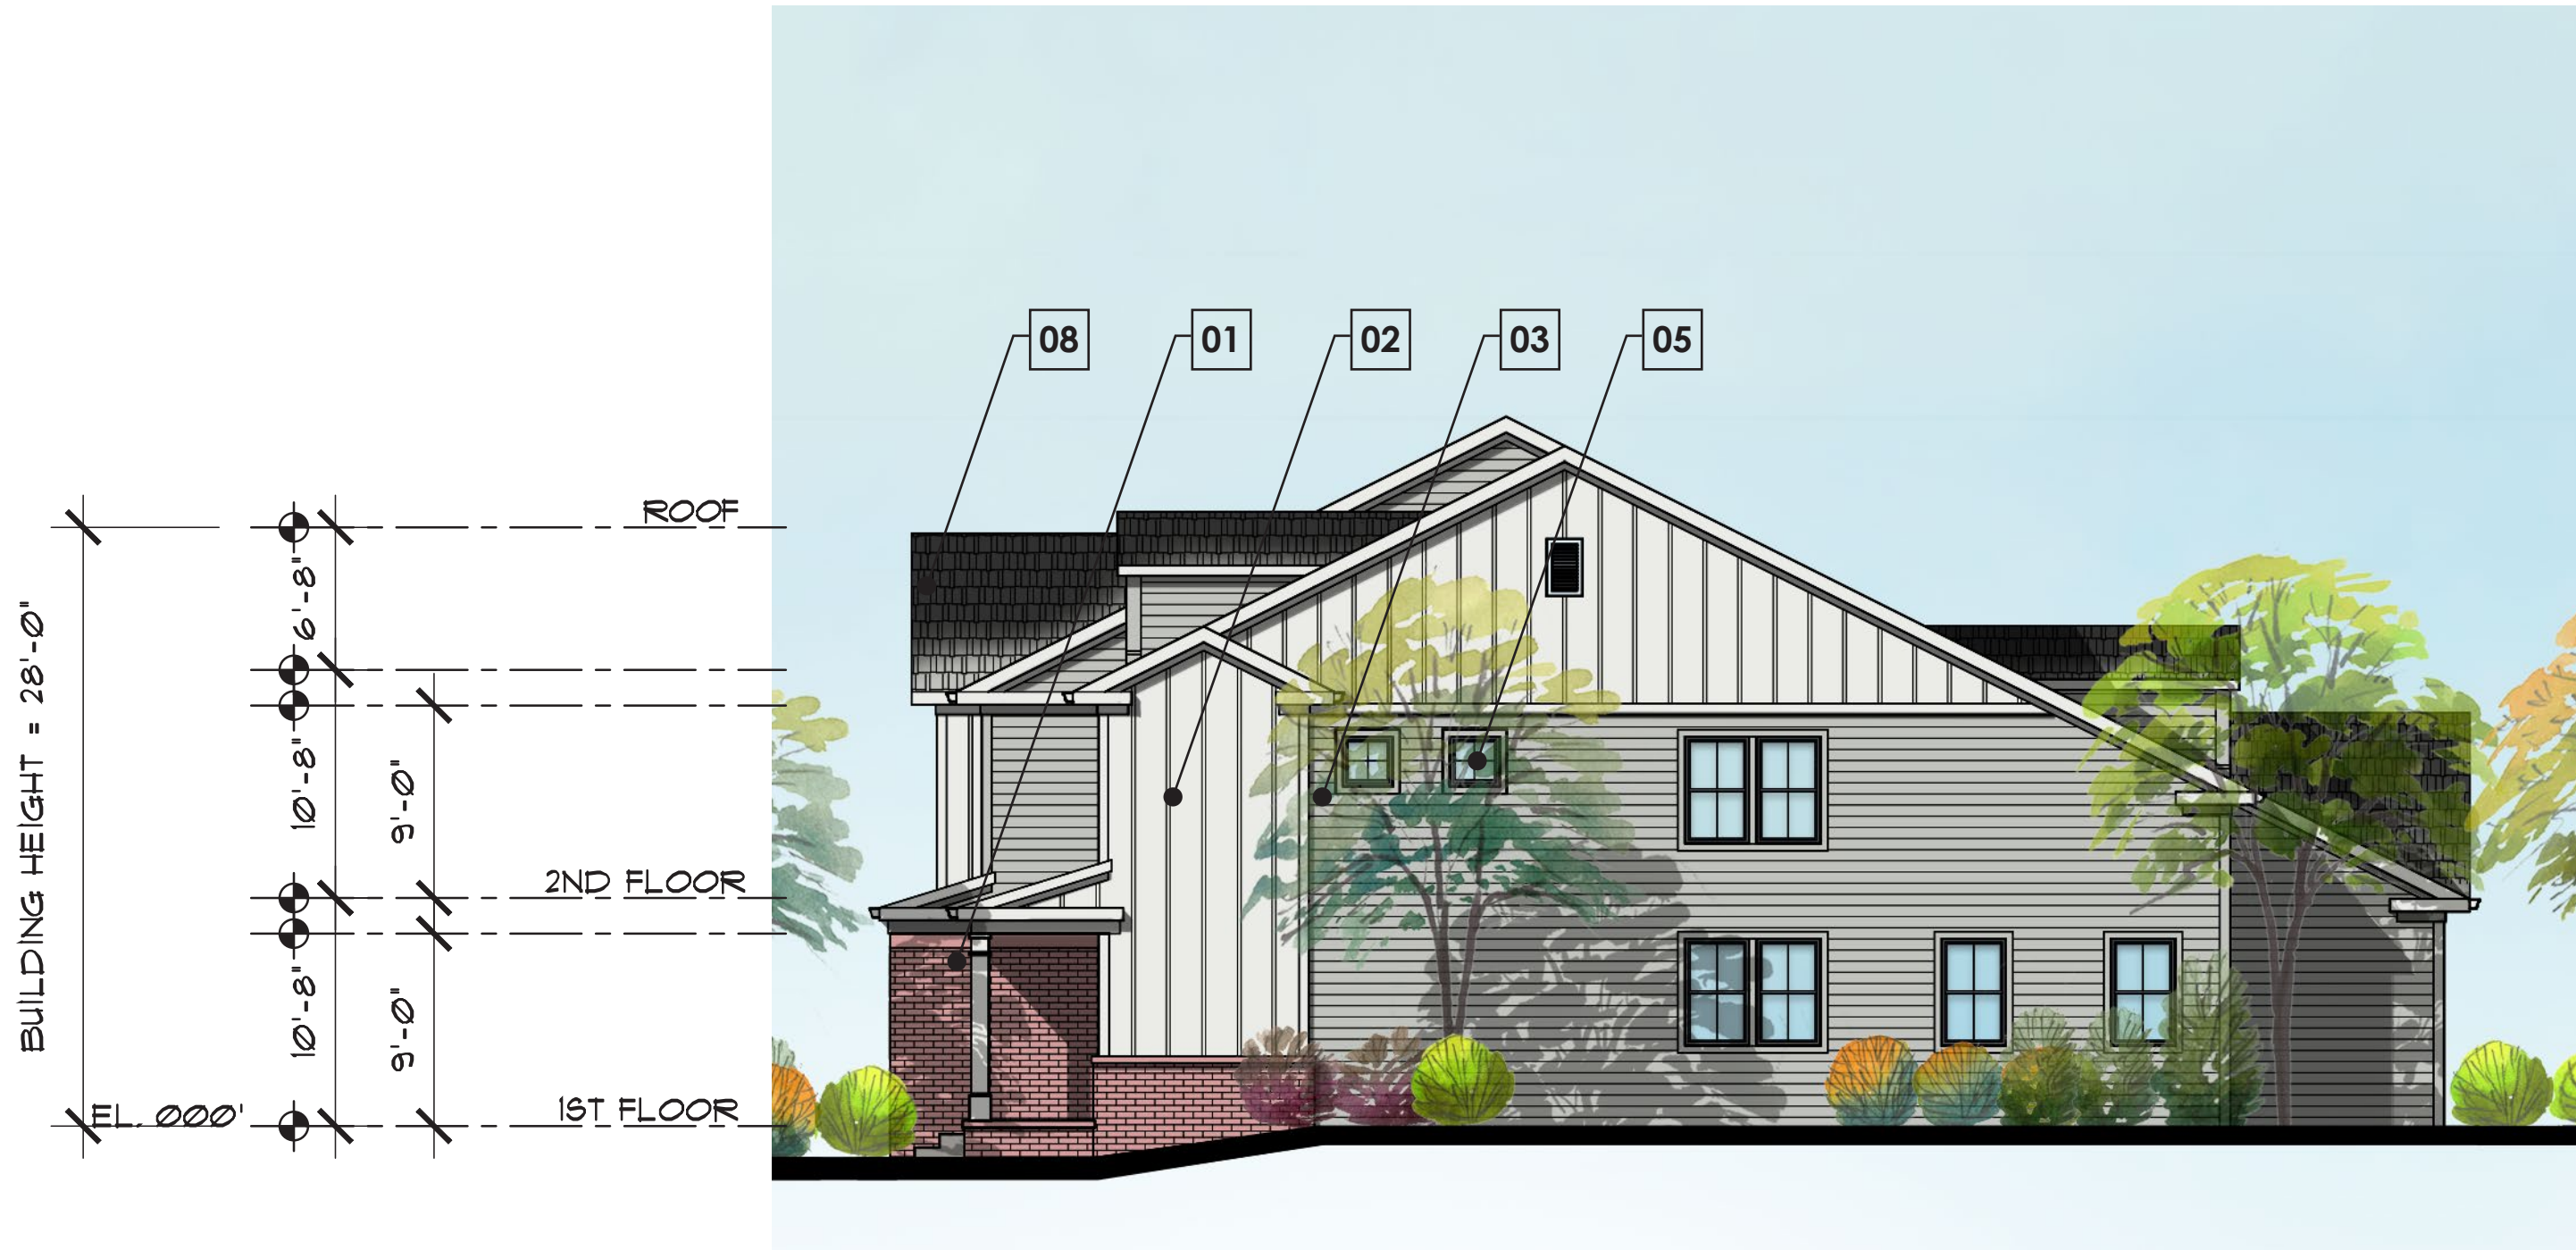 08 01 02 03 05
ROOF
6'-8"
BUILDING HEIGHT = 28'-0"
10'-8"
9'-0"
2ND FLOOR
10'-8"
9'-0"
1ST FLOOR
EL. 000'